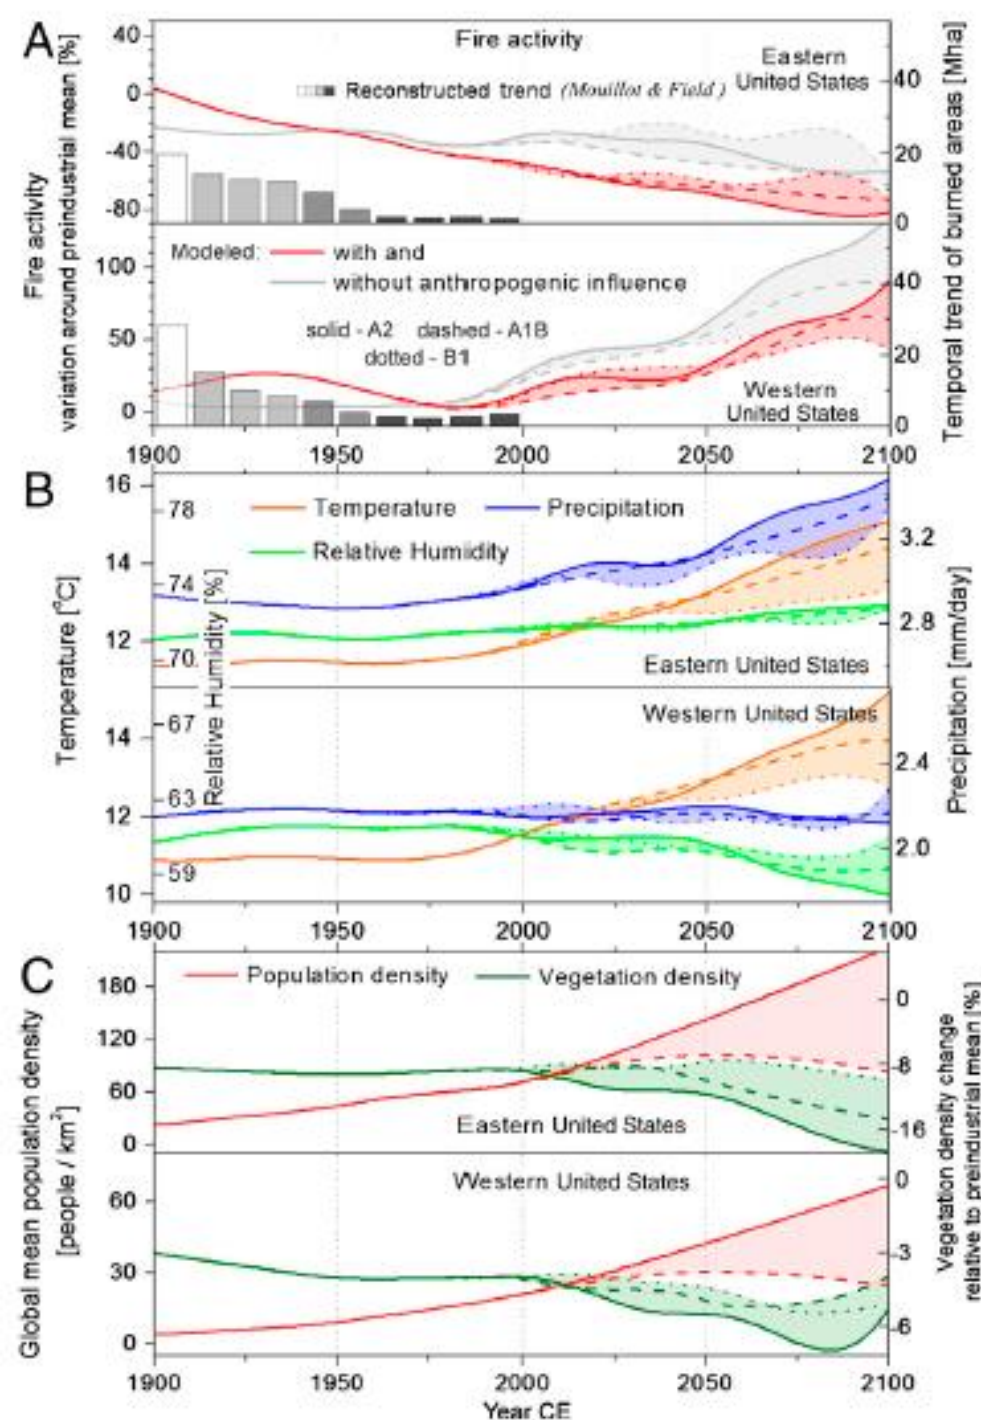 A
Fire activity
Eastern
United States
Reconstructed trend (Mouillot & Field )
40
0
-40
-80
40
20
0
Fire activity
variation around preindustrial mean [%]
Temporal trend of burned areas [Mha]
Modeled:
with and
without anthropogenic influence
solid - A2 dashed - A1B
dotted - B1
Western
United States
100
50
0
40
20
0
1900 1950 2000 2050 2100
B
Temperature
Precipitation
Relative Humidity
16
14
12
78
74
70
3.2
2.8
Eastern United States
Temperature [°C]
Relative Humidity [%]
Precipitation [mm/day]
Western United States
14
12
10
67
63
59
2.4
2.0
1900 1950 2000 2050 2100
C
Population density
Vegetation density
180
120
60
0
0
-8
-16
Eastern United States
Global mean population density
[people / km²]
Vegetation density change
relative to preindustrial mean [%]
Western United States
60
30
0
0
-3
-6
1900 1950 2000 2050 2100
Year CE